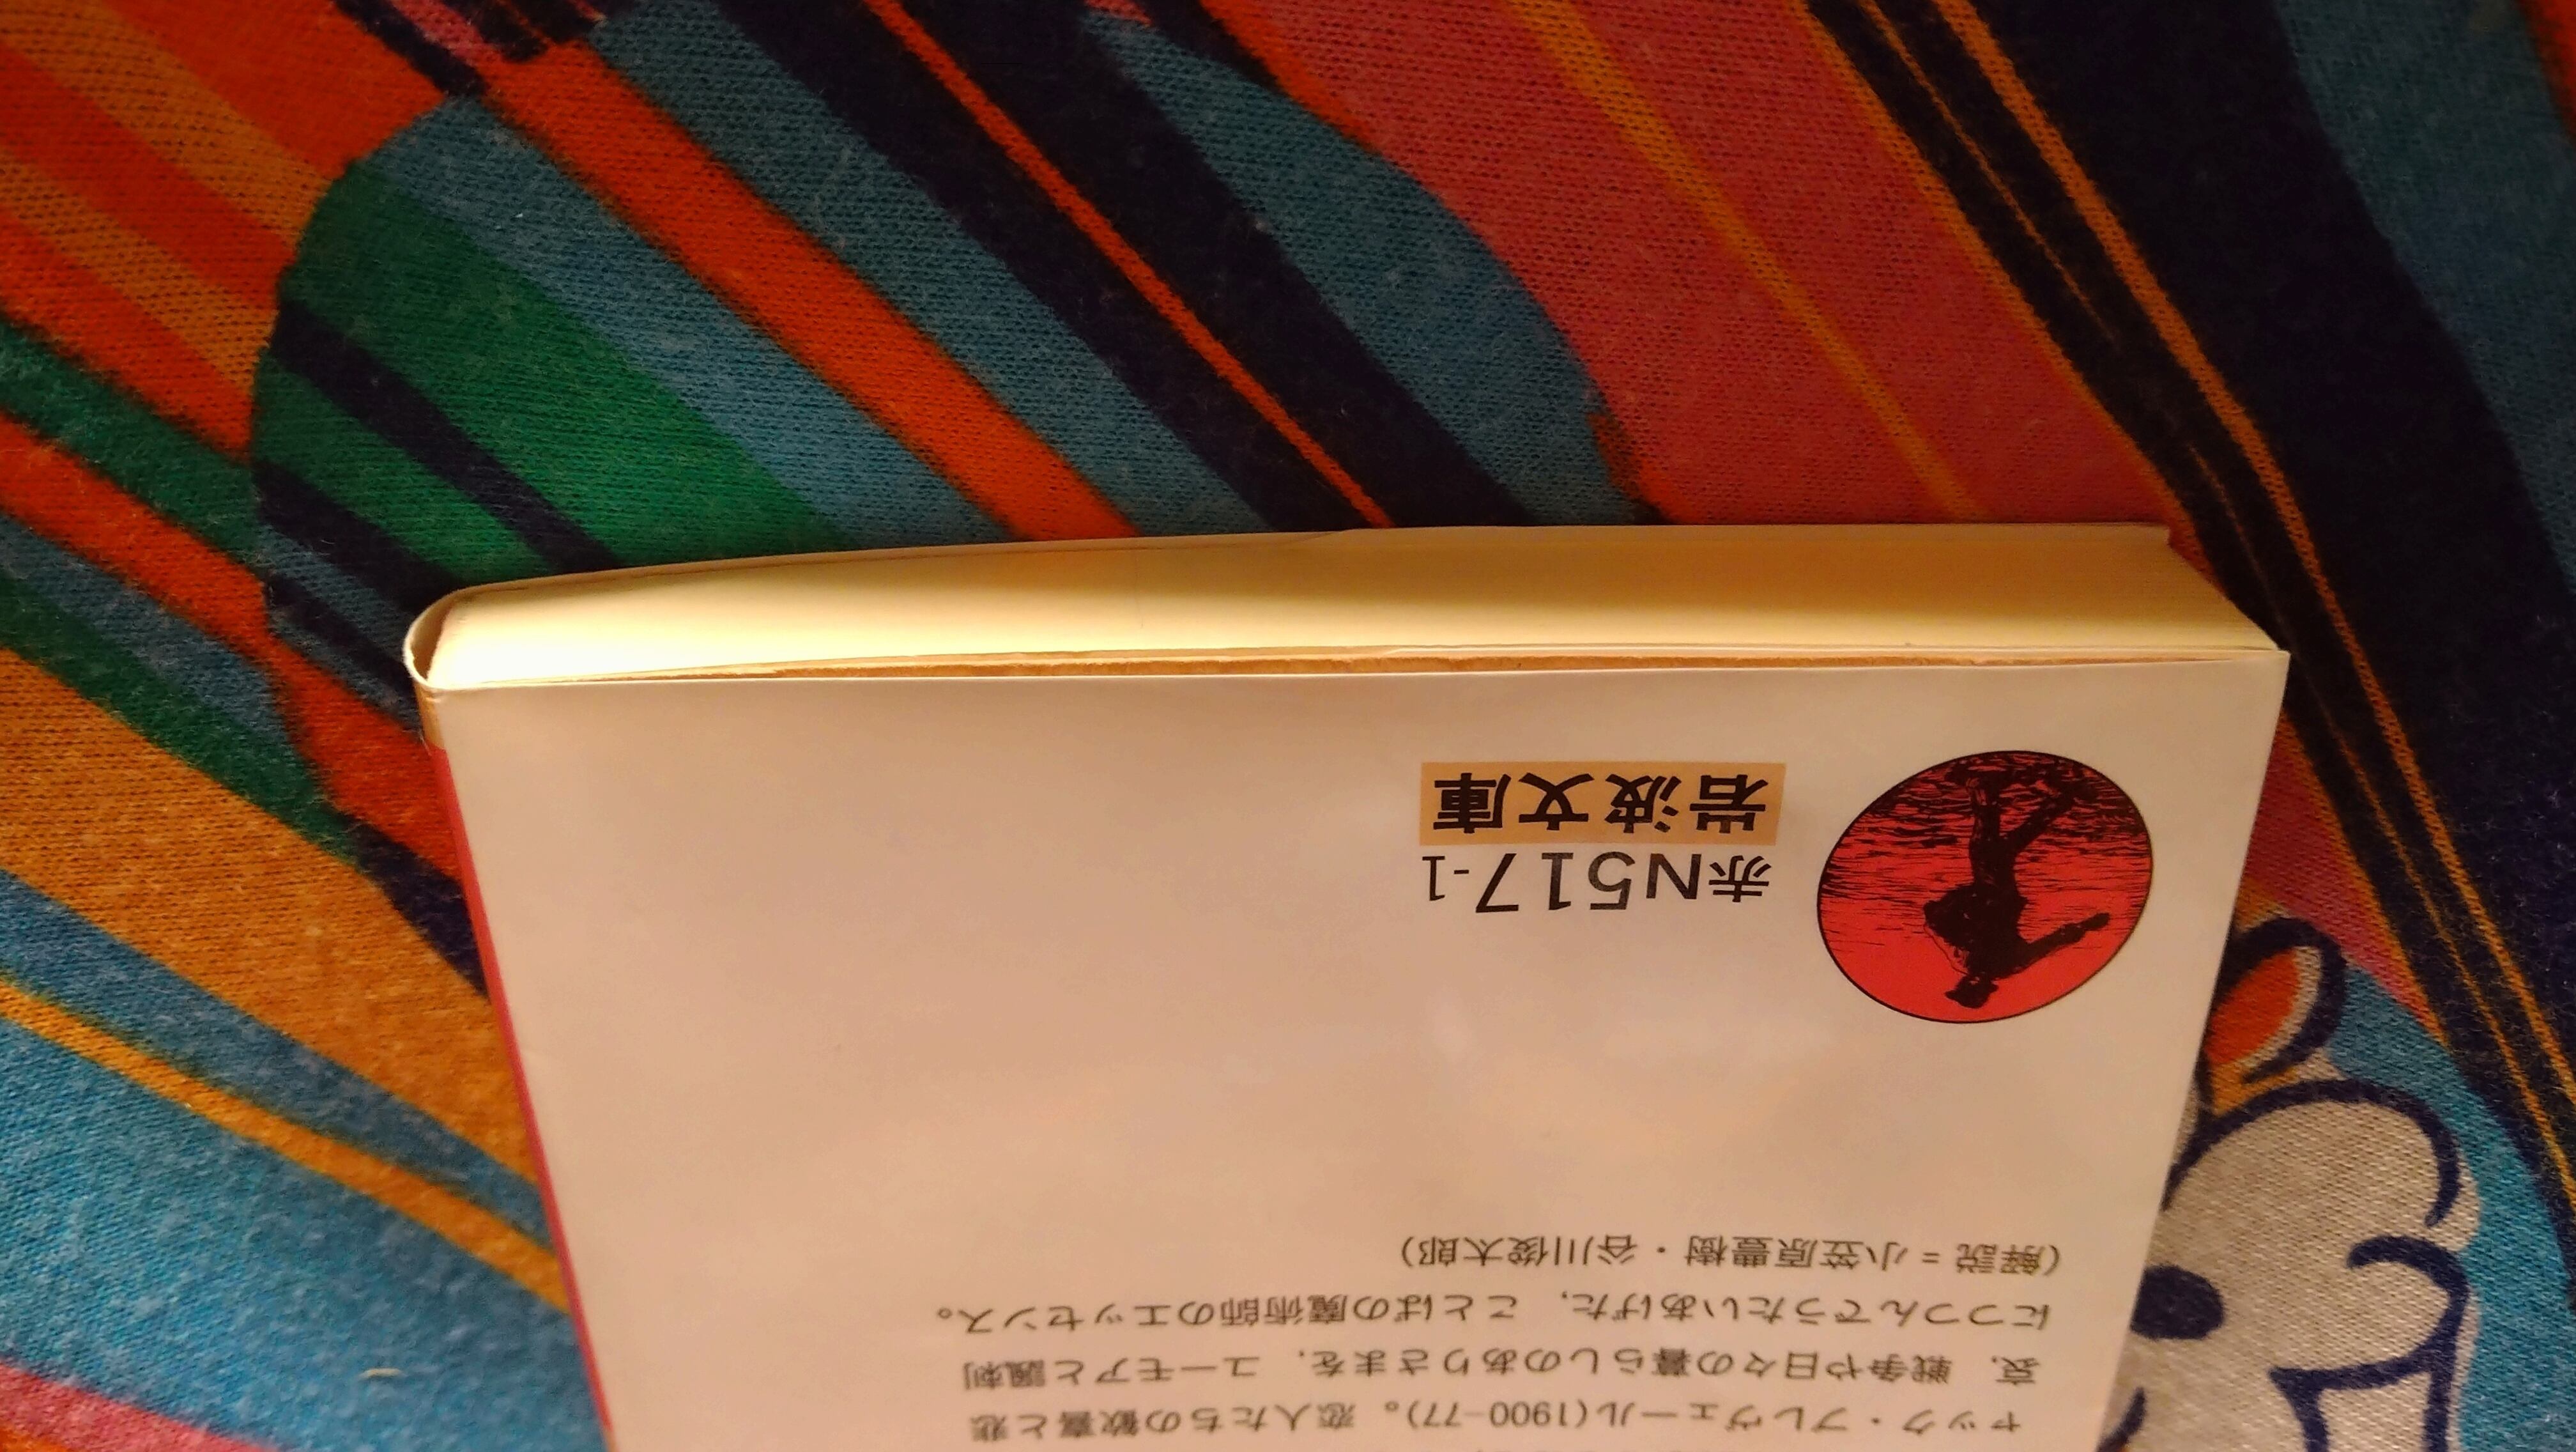 ャック・プレヴェール(1900-77)。恋人たちの歓喜と悲
哀，戦争や日々の暮らしのありさまを，ユーモアと諷刺
につつんでうたいあげた，ことばの魔術師のエッセンス。
(解説＝小笠原豊樹・谷川俊太郎)
赤N517-1
岩波文庫